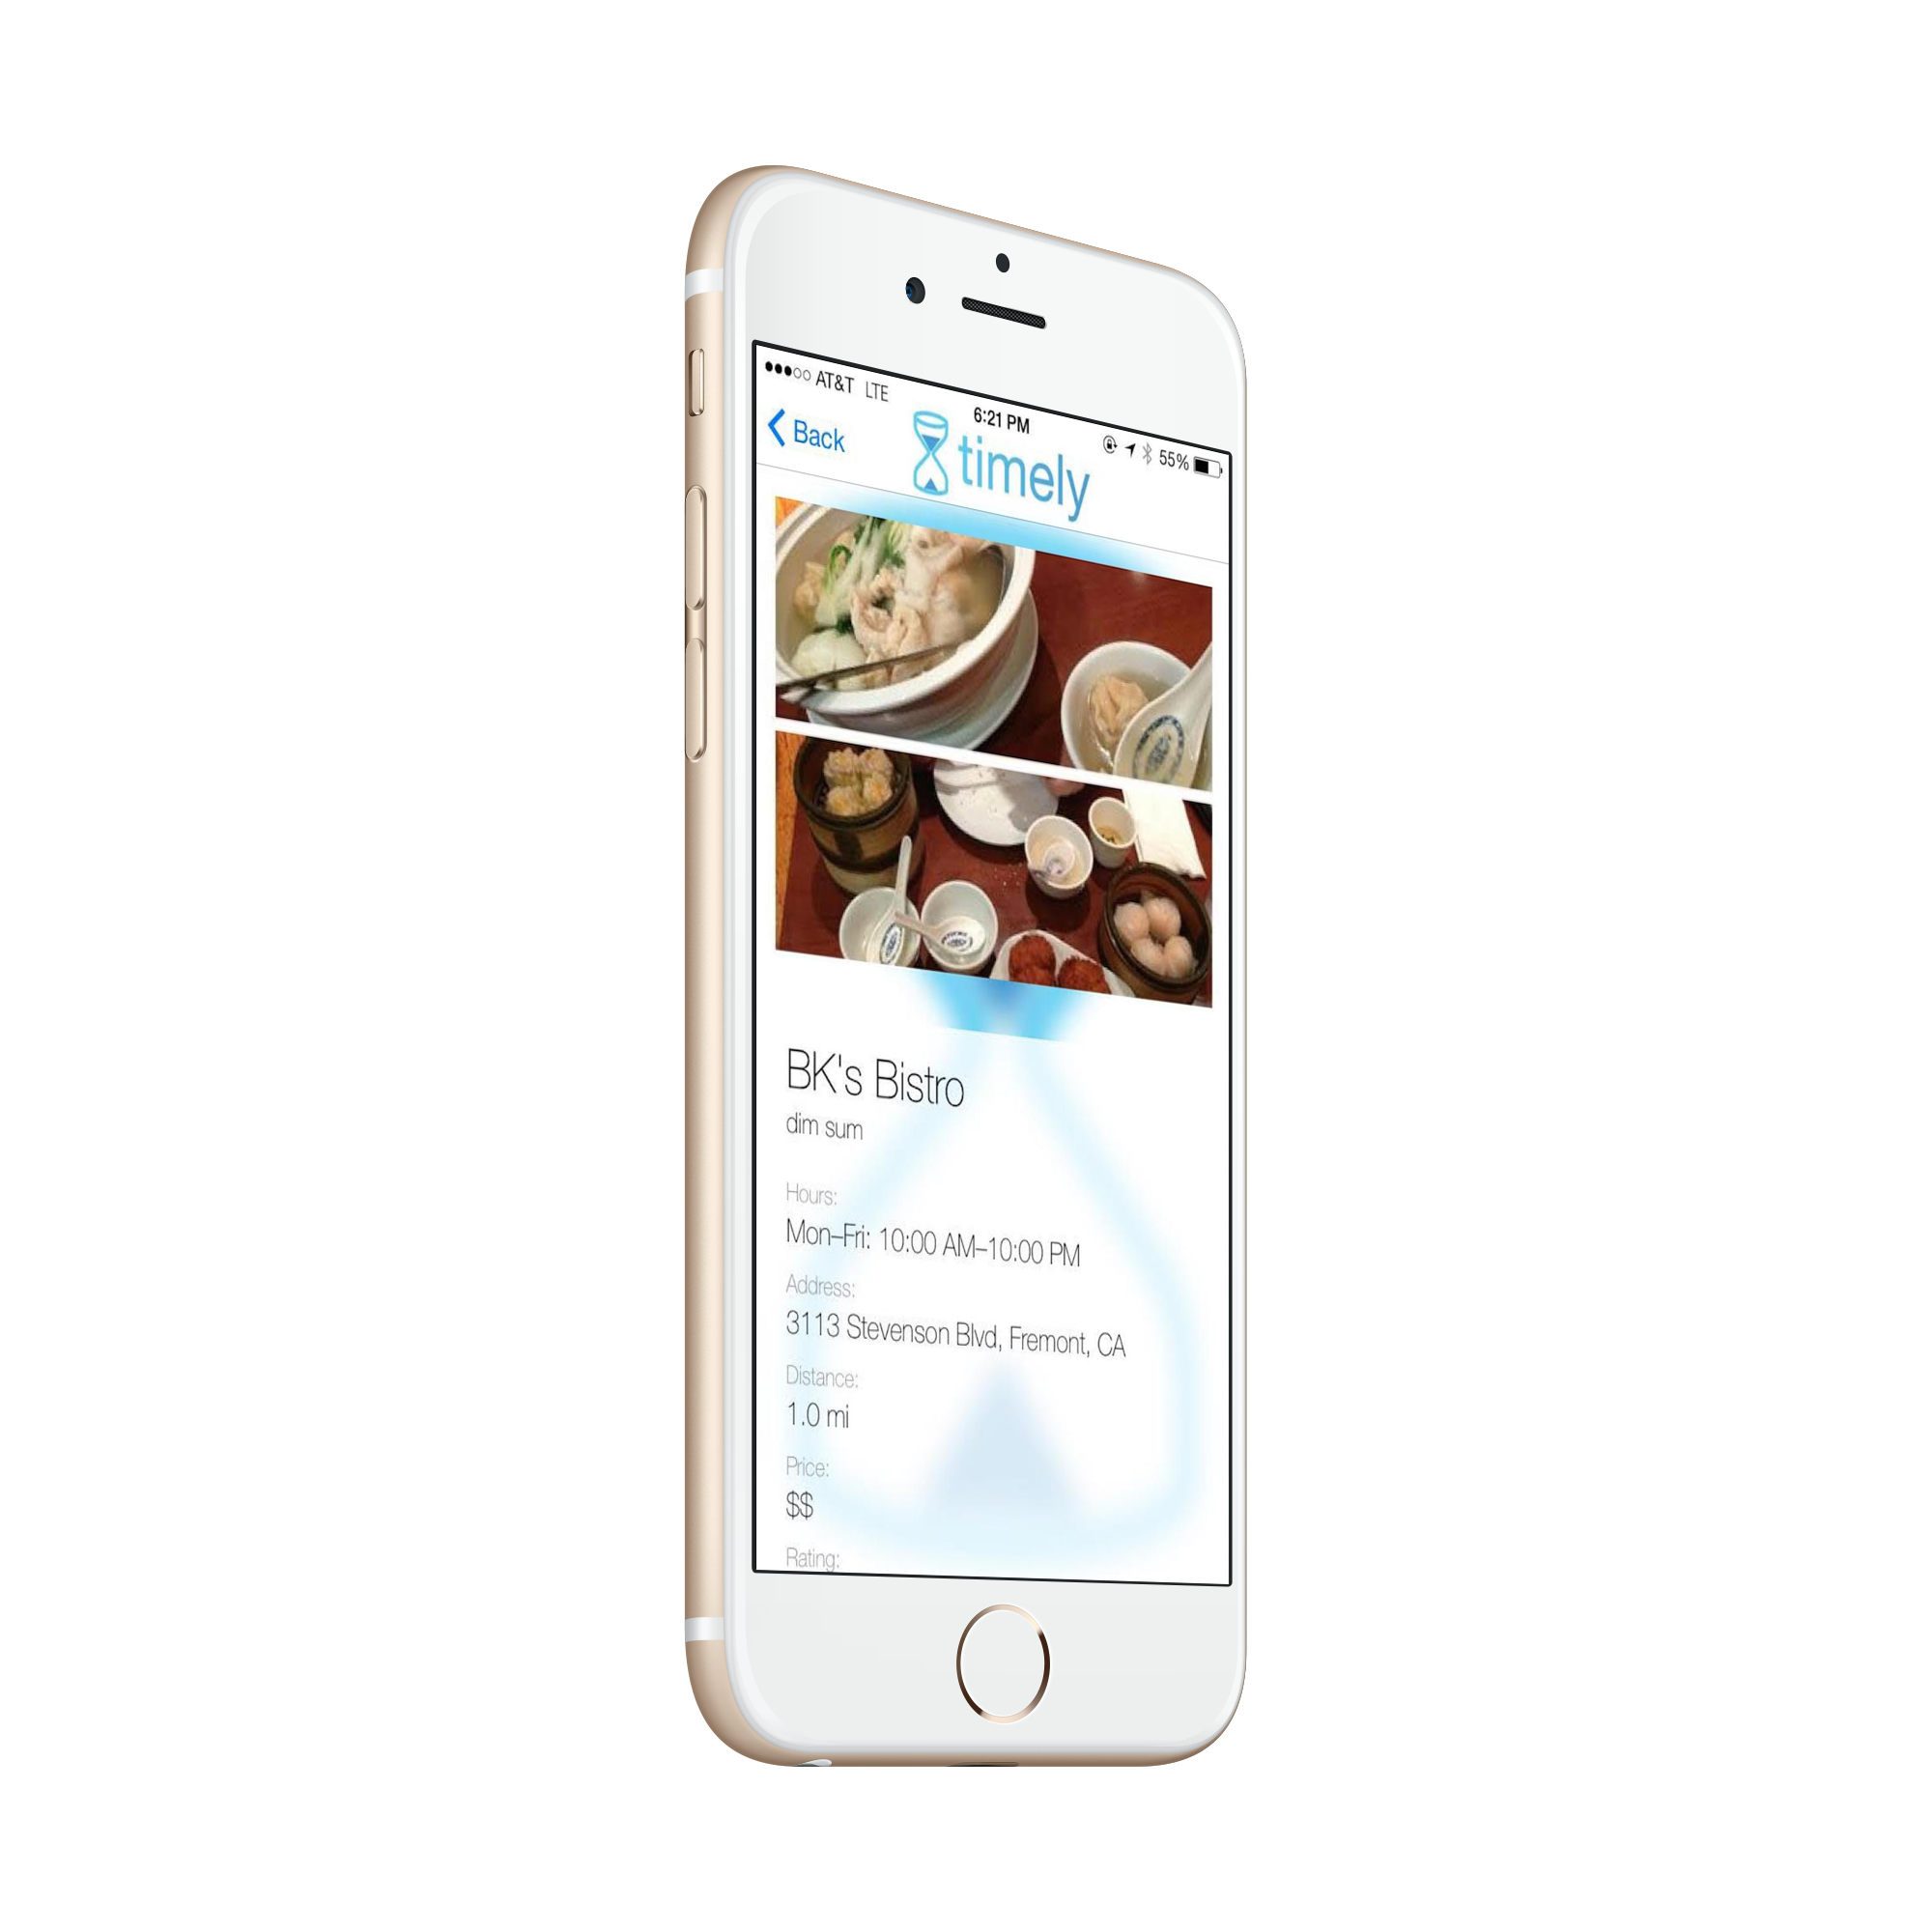 AT&T LTE
6:21 PM
55%
Back
timely
BK's Bistro
dim sum
Hours:
Mon–Fri: 10:00 AM–10:00 PM
Address:
3113 Stevenson Blvd, Fremont, CA
Distance:
1.0 mi
Price:
$$
Rating: